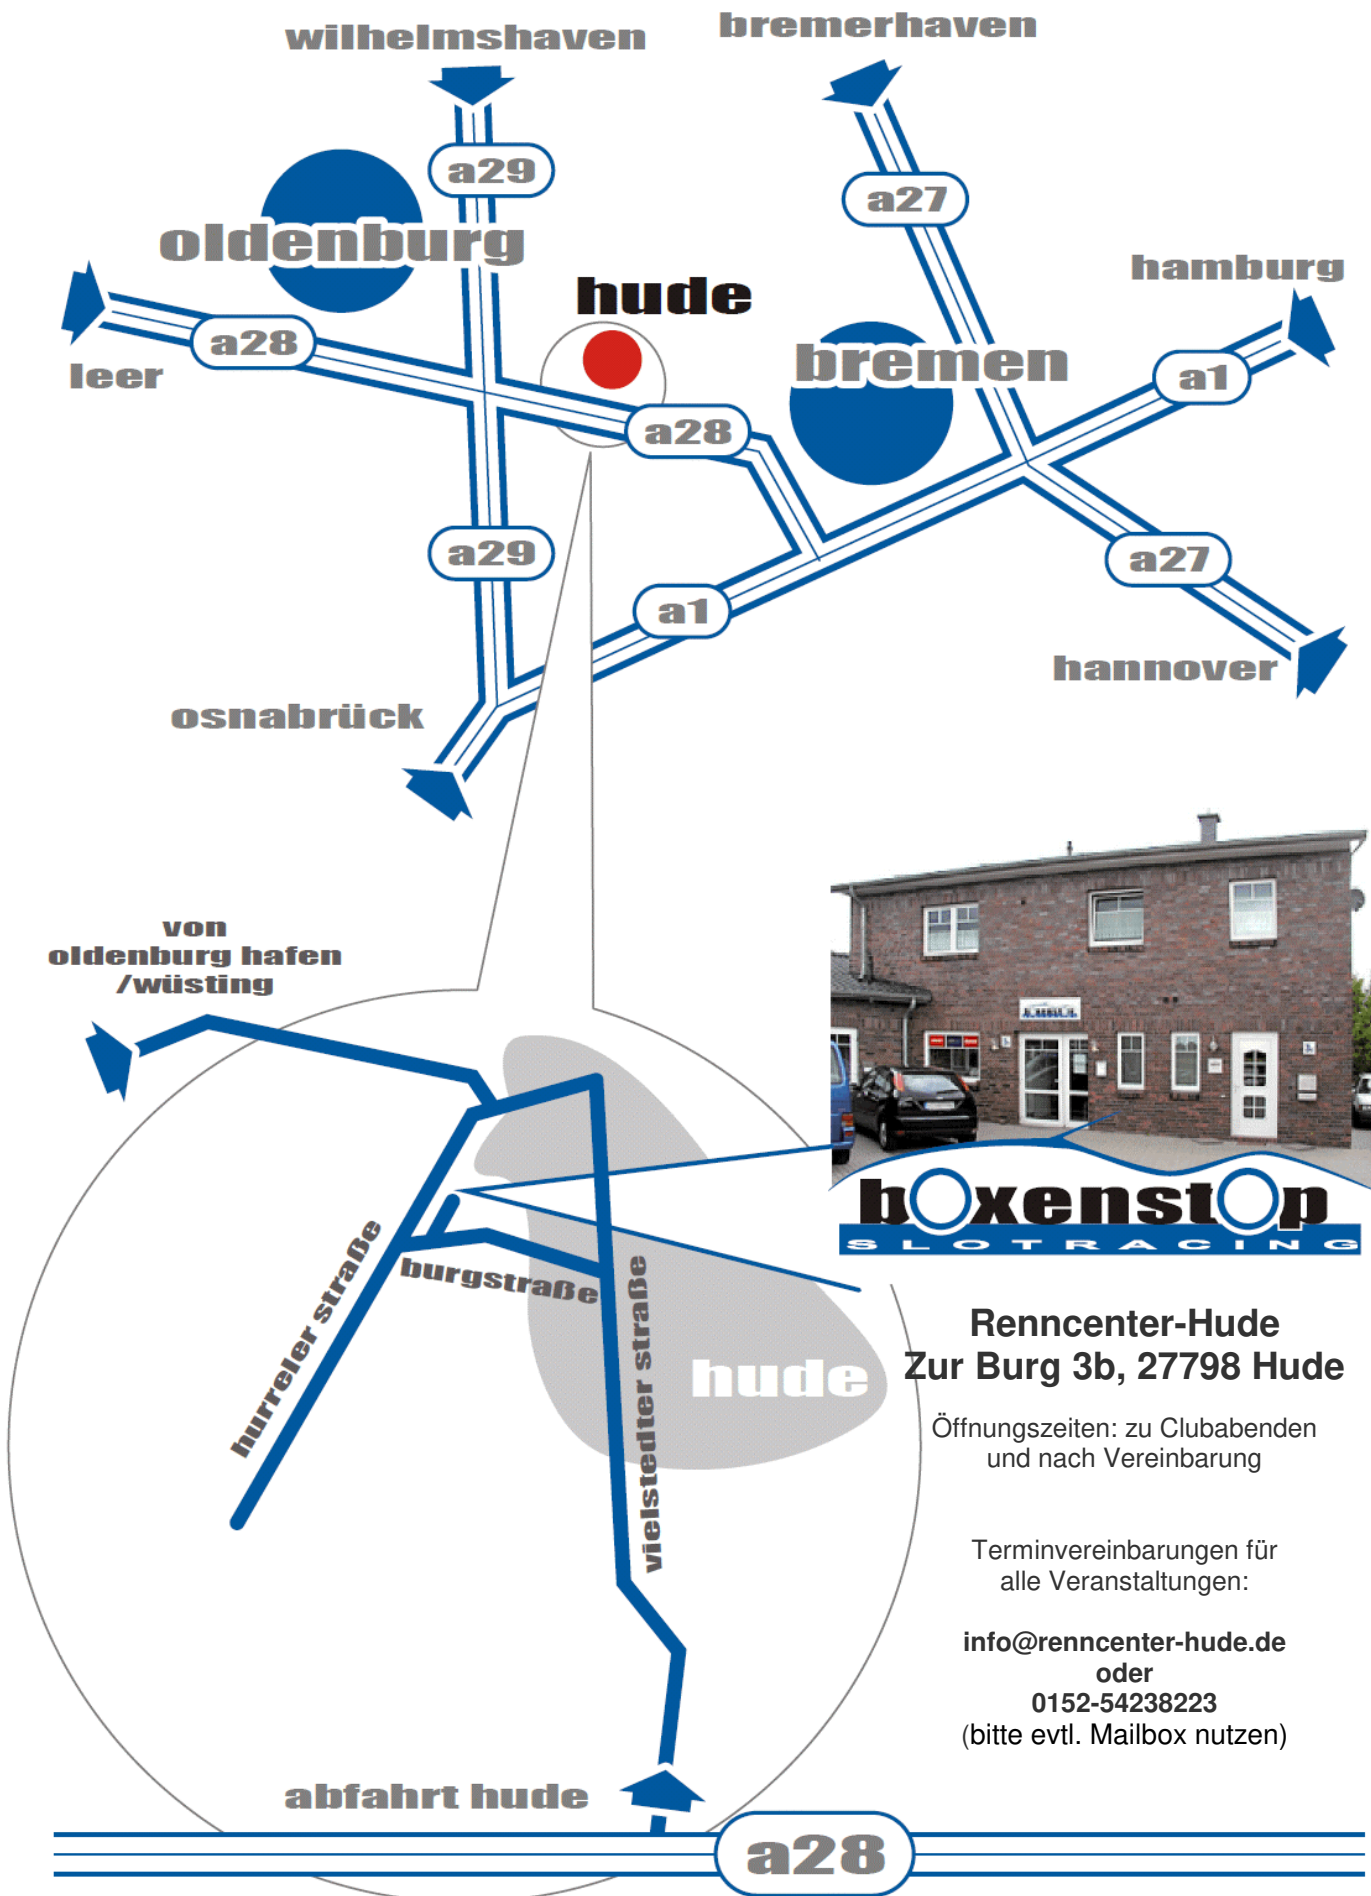 wilhelmshaven
bremerhaven
a29
a27
oldenburg
hamburg
hude
leer
a28
bremen
a1
a28
a29
a27
a1
hannover
osnabrück
von
oldenburg hafen
/wüsting
boxenstop
boxenstop
SLOTRACING
hurreler straße
burgstraße
vielstedter straße
hude
Renncenter-Hude
Zur Burg 3b, 27798 Hude
Öffnungszeiten: zu Clubabenden
und nach Vereinbarung
Terminvereinbarungen für
alle Veranstaltungen:
info@renncenter-hude.de
oder
0152-54238223
(bitte evtl. Mailbox nutzen)
abfahrt hude
a28